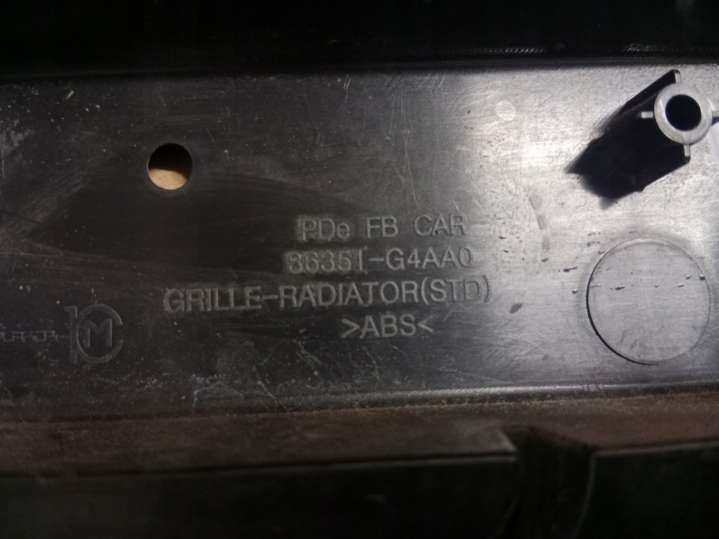 PDe FB CAR
86351-G4AA0
GRILLE-RADIATOR(STD)
>ABS<